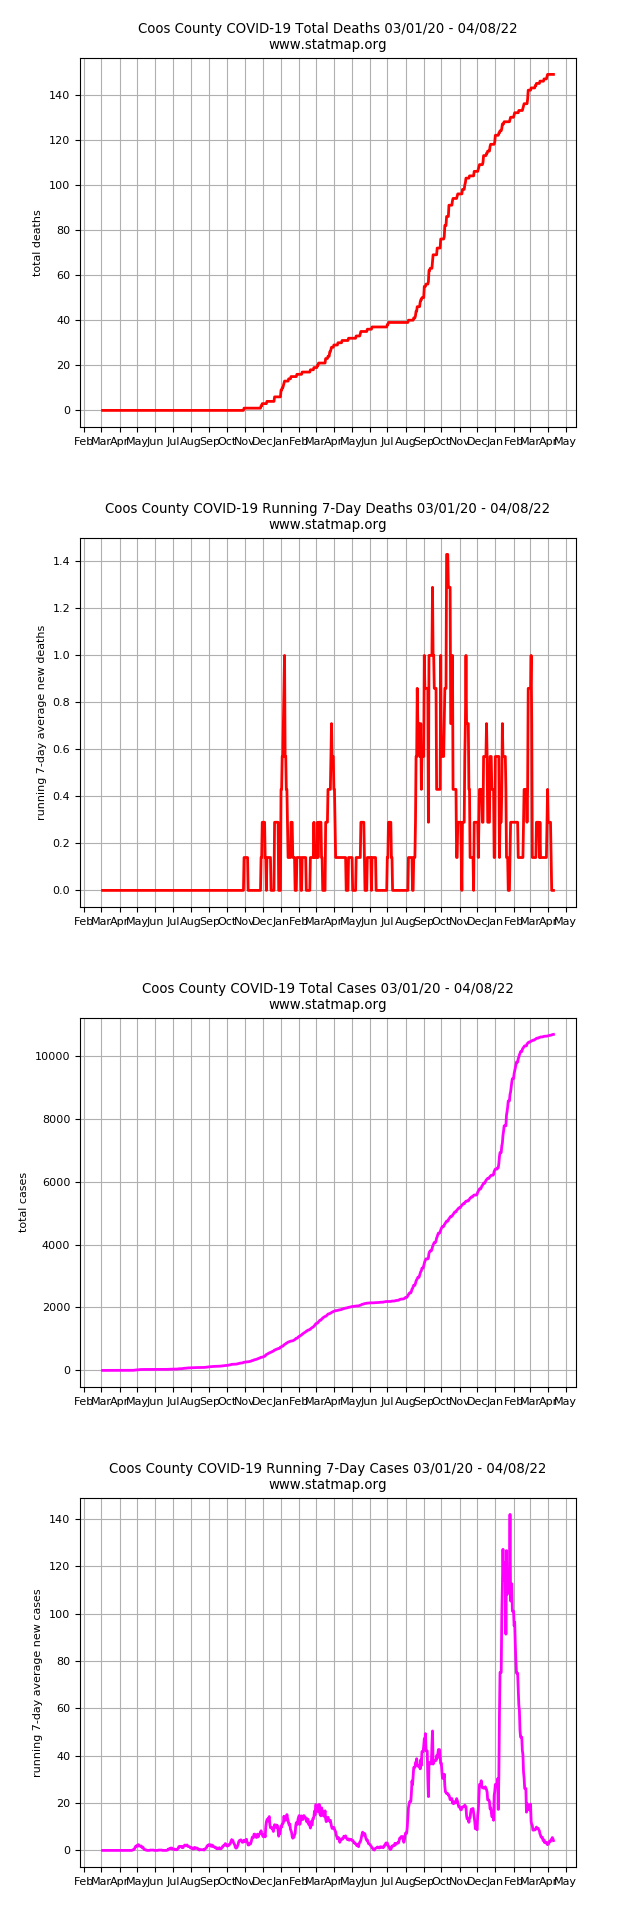 Coos County COVID-19 Total Deaths 03/01/20 - 04/08/22
www.statmap.org
140
120
100
80
60
40
20
0
total deaths
Feb Mar Apr May Jun Jul Aug Sep Oct Nov Dec Jan Feb Mar Apr May Jun Jul Aug Sep Oct Nov Dec Jan Feb Mar Apr May
Coos County COVID-19 Running 7-Day Deaths 03/01/20 - 04/08/22
www.statmap.org
1.4
1.2
1.0
0.8
0.6
0.4
0.2
0.0
running 7-day average new deaths
Feb Mar Apr May Jun Jul Aug Sep Oct Nov Dec Jan Feb Mar Apr May Jun Jul Aug Sep Oct Nov Dec Jan Feb Mar Apr May
Coos County COVID-19 Total Cases 03/01/20 - 04/08/22
www.statmap.org
10000
8000
6000
4000
2000
0
total cases
Feb Mar Apr May Jun Jul Aug Sep Oct Nov Dec Jan Feb Mar Apr May Jun Jul Aug Sep Oct Nov Dec Jan Feb Mar Apr May
Coos County COVID-19 Running 7-Day Cases 03/01/20 - 04/08/22
www.statmap.org
140
120
100
80
60
40
20
0
running 7-day average new cases
Feb Mar Apr May Jun Jul Aug Sep Oct Nov Dec Jan Feb Mar Apr May Jun Jul Aug Sep Oct Nov Dec Jan Feb Mar Apr May